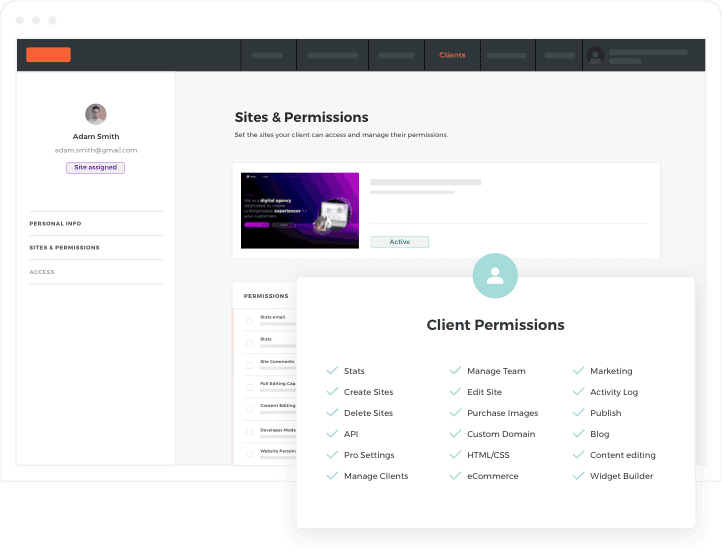 Clients
Adam Smith
adam.smith@gmail.com
Site assigned
PERSONAL INFO
SITES & PERMISSIONS
ACCESS
Sites & Permissions
Set the sites your client can access and manage their permissions.
We is a digital agency
dedicated to create
unforgettable experiences for
your customers.
Active
PERMISSIONS
Stats email
Stats
Site Comments
Full Editing Cap
Content Editing
Developer Mode
Website Persona
Client Permissions
Stats
Create Sites
Delete Sites
API
Pro Settings
Manage Clients
Manage Team
Edit Site
Purchase Images
Custom Domain
HTML/CSS
eCommerce
Marketing
Activity Log
Publish
Blog
Content editing
Widget Builder